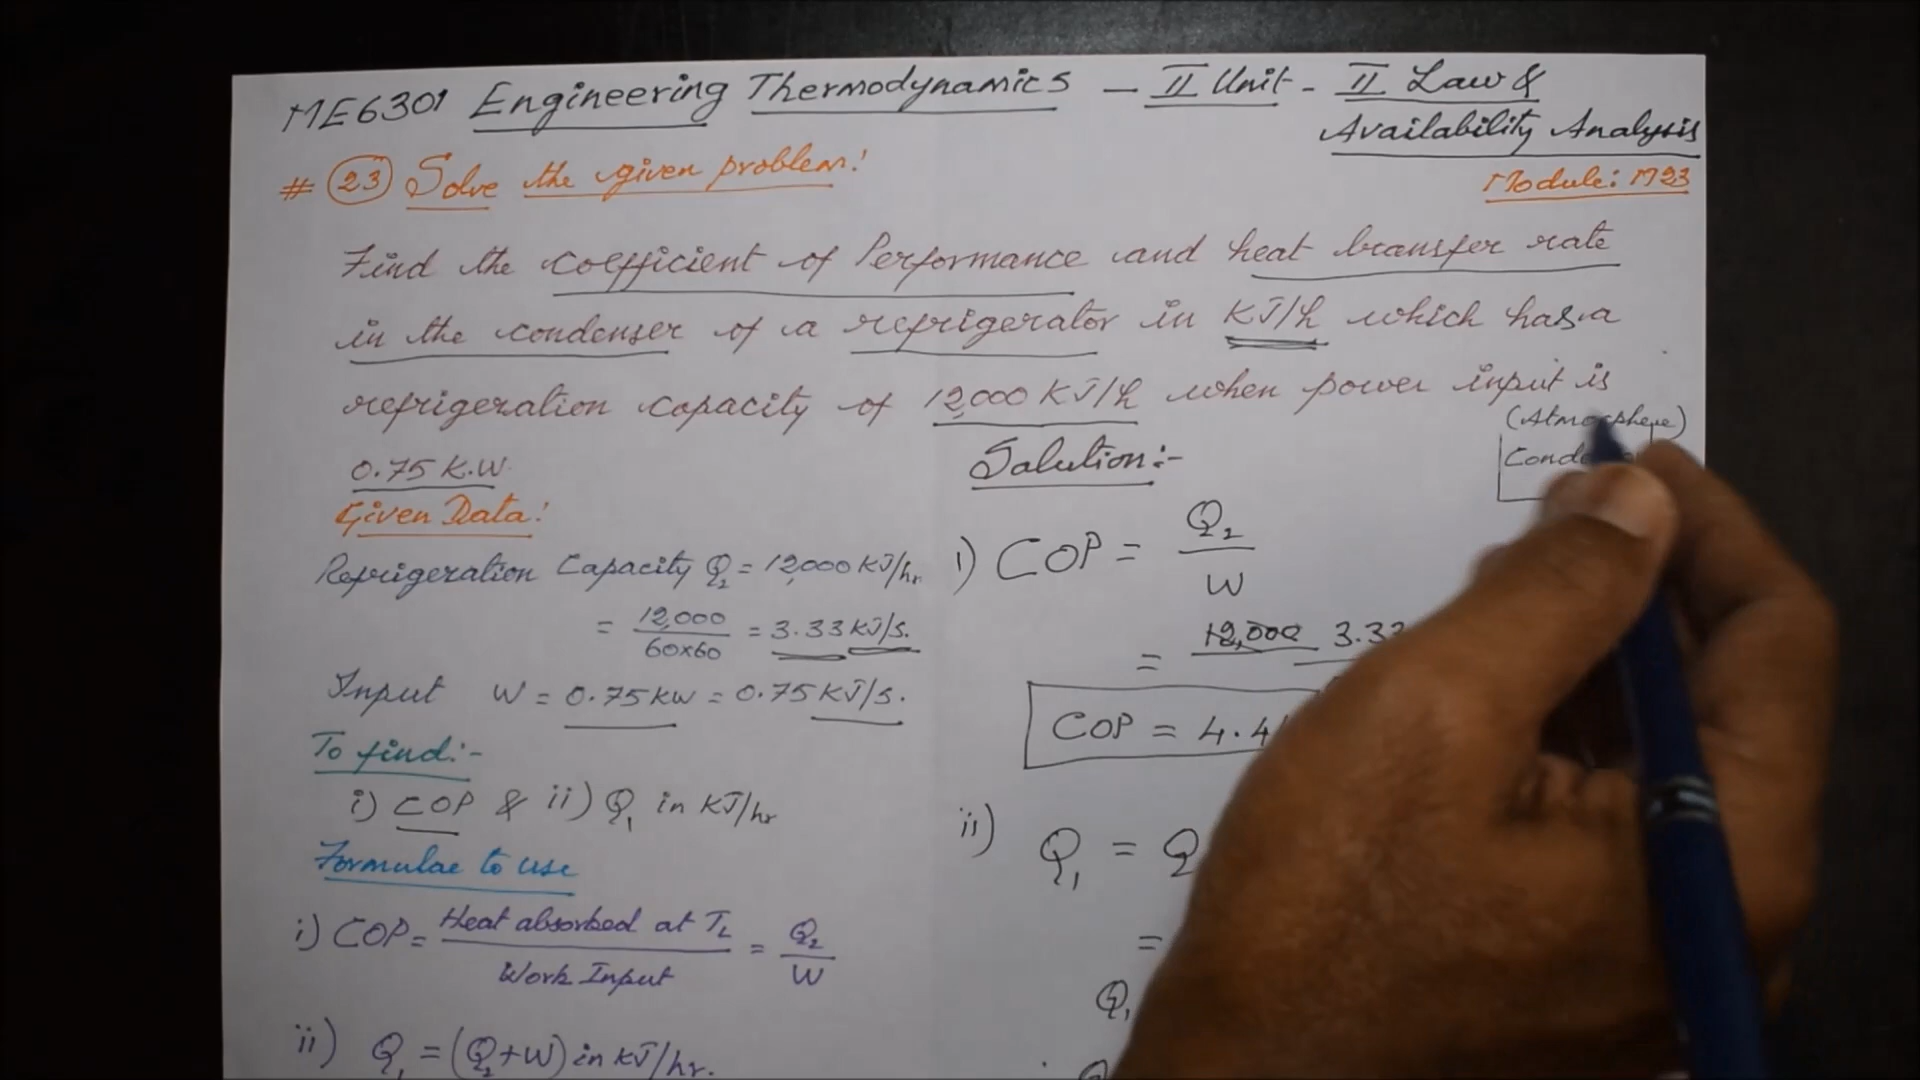 ME6301 Engineering Thermodynamics - II Unit - II Law &
Availability Analysis
Module: M23
# 23 Solve the given problem!
Find the coefficient of Performance and heat transfer rate
in the condenser of a refrigerator in KJ/h which has a
refrigeration capacity of 12,000 KJ/h when power input is
0.75 K.W.
Given Data!
Refrigeration Capacity Q2 = 12,000 KJ/hr
= 12,000 / 60x60 = 3.33 KJ/s.
Input W = 0.75 KW = 0.75 KJ/s.
To find:-
i) COP & ii) Q1 in KJ/hr
Formulae to use
i) COP = Heat absorbed at TL / Work Input = Q2 / W
ii) Q1 = (Q2+W) in KJ/hr.
(Atmosphere)
Solution:-
i) COP = Q2 / W
= 12,000 3.33
COP = 4.4
ii) Q1 = Q
=
Q1